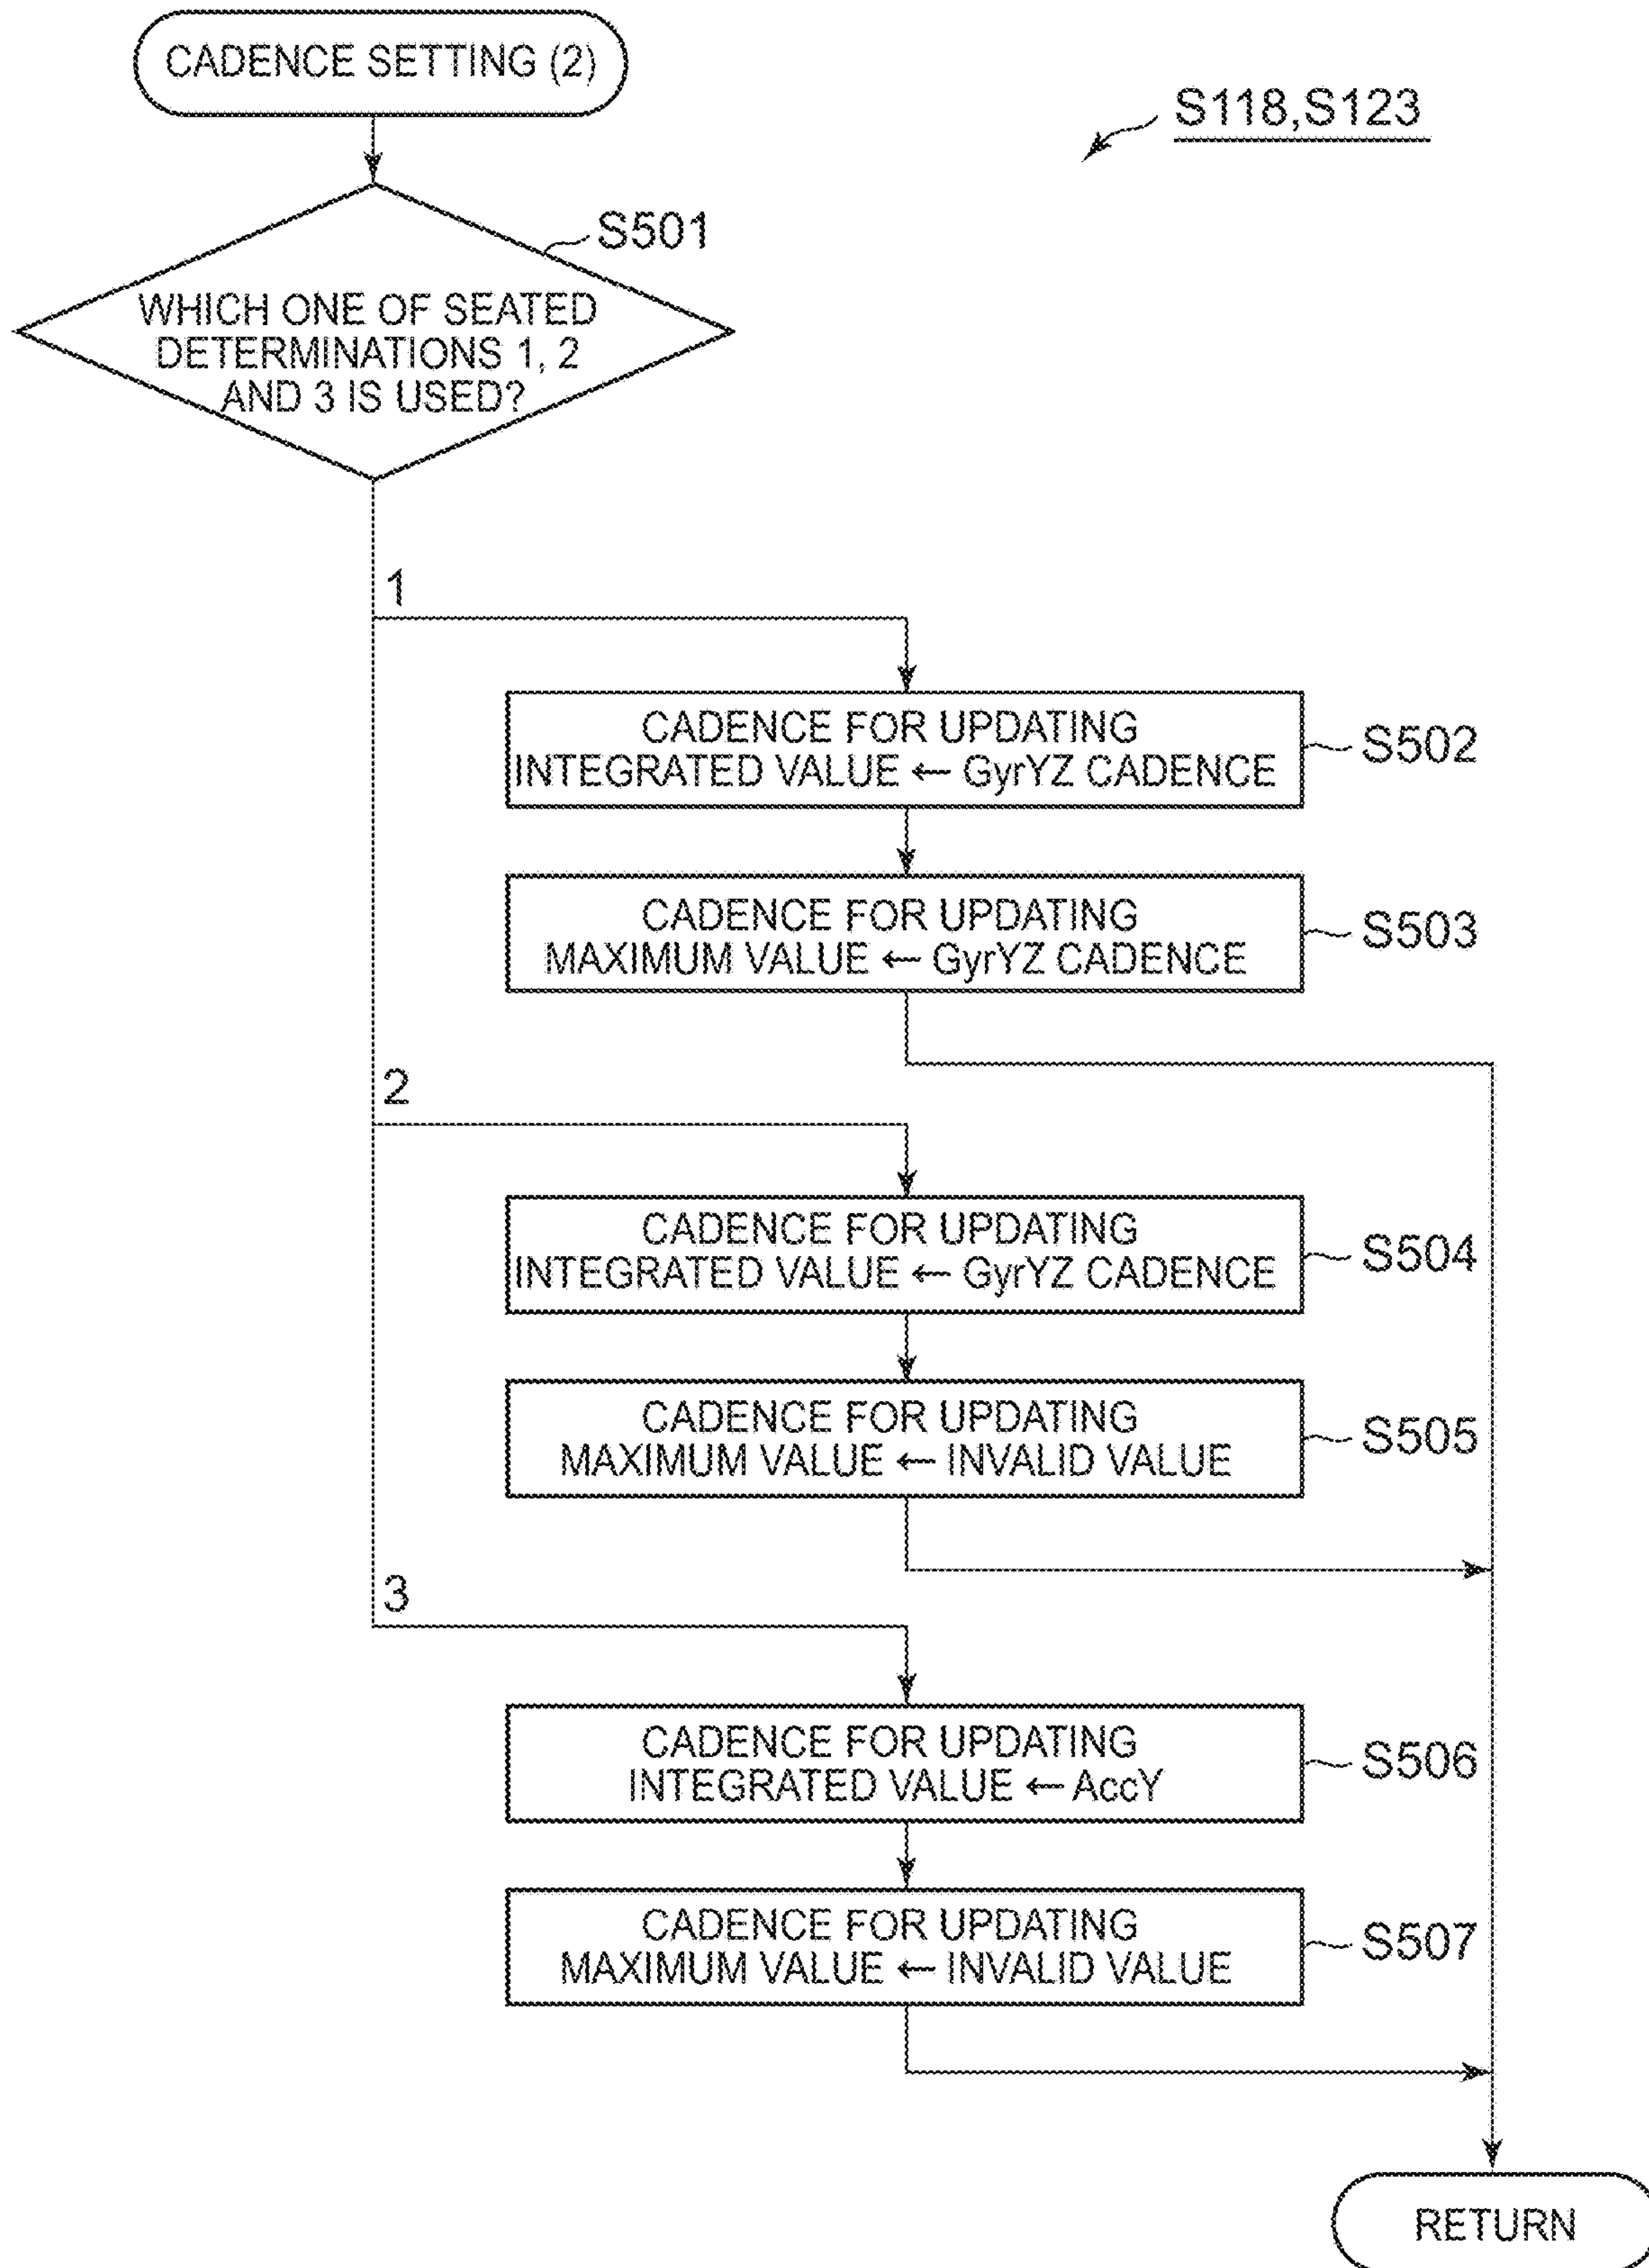 CADENCE SETTING (2)
S118,S123
S501
WHICH ONE OF SEATED
DETERMINATIONS 1, 2
AND 3 IS USED?
1
CADENCE FOR UPDATING
INTEGRATED VALUE ← GyrYZ CADENCE
S502
CADENCE FOR UPDATING
MAXIMUM VALUE ← GyrYZ CADENCE
S503
2
CADENCE FOR UPDATING
INTEGRATED VALUE ← GyrYZ CADENCE
S504
CADENCE FOR UPDATING
MAXIMUM VALUE ← INVALID VALUE
S505
3
CADENCE FOR UPDATING
INTEGRATED VALUE ← AccY
S506
CADENCE FOR UPDATING
MAXIMUM VALUE ← INVALID VALUE
S507
RETURN